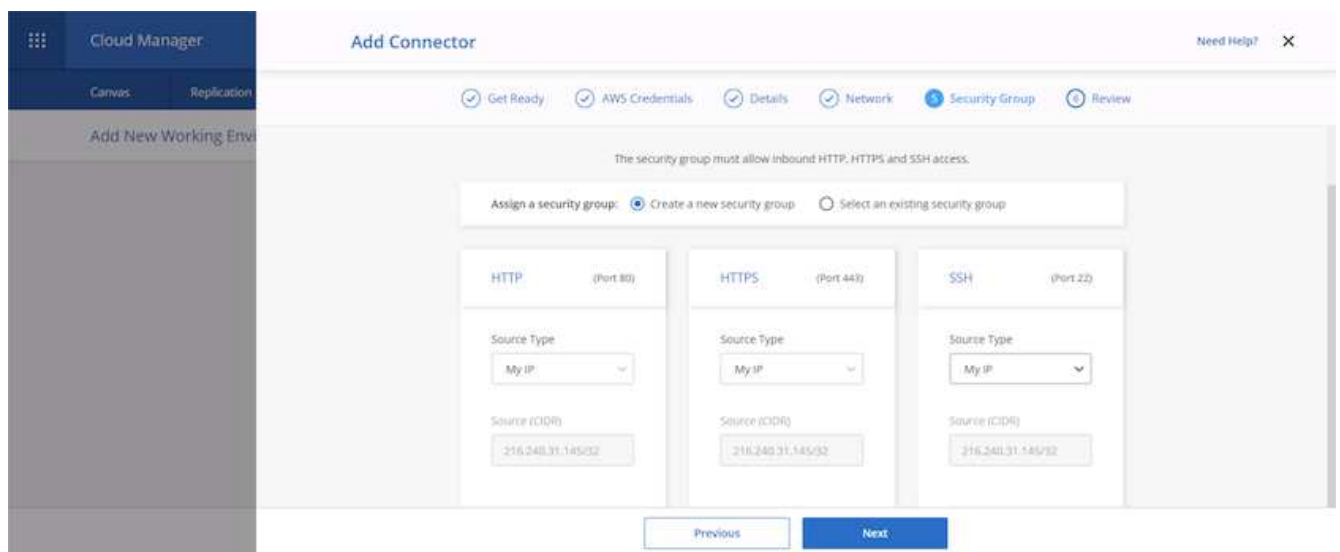 Cloud Manager
Add Connector
Need Help?
Canvas Replication
Get Ready AWS Credentials Details Network 5 Security Group 6 Review
Add New Working Envi
The security group must allow inbound HTTP, HTTPS and SSH access.
Assign a security group: Create a new security group Select an existing security group
HTTP (Port 80) HTTPS (Port 443) SSH (Port 22)
Source Type Source Type Source Type
My IP My IP My IP
Source (CIDR) Source (CIDR) Source (CIDR)
216.240.31.145/32 216.240.31.145/32 216.240.31.145/32
Previous Next